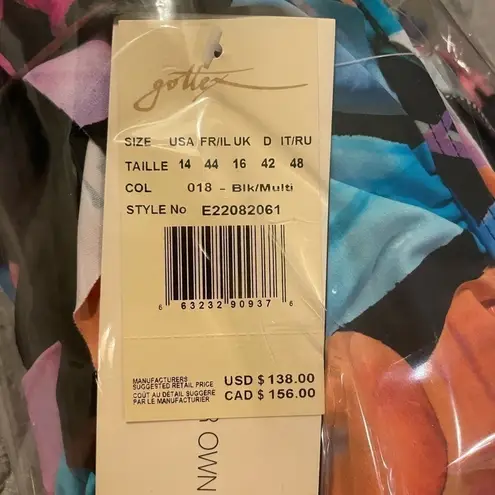 gottex
SIZE USA FR/IL UK D IT/RU
TAILLE 14 44 16 42 48
COL 018 - Blk/Multi
STYLE No E22082061
6 63232 90937 6
MANUFACTURERS
SUGGESTED RETAIL PRICE USD $ 138.00
COÛT AU DÉTAIL SUGGÉRÉ
PAR LE MANUFACTURIER CAD $ 156.00
ROWN